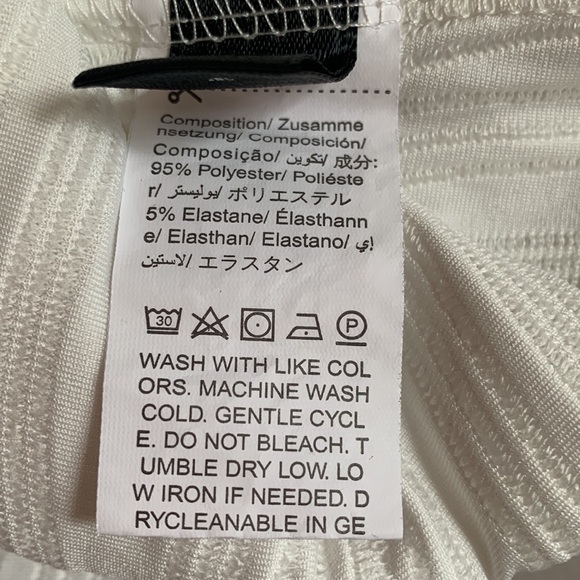 Composition/ Zusamme
nsetzung/ Composición/
Composição/ تكوين/ 成分:
95% Polyester/ Poliéste
r/ بوليستر/ ポリエステル
5% Elastane/ Élasthann
e/ Elasthan/ Elastano/ إي
لاستين/ エラスタン
30 P
WASH WITH LIKE COL
ORS. MACHINE WASH
COLD. GENTLE CYCL
E. DO NOT BLEACH. T
UMBLE DRY LOW. LO
W IRON IF NEEDED. D
RYCLEANABLE IN GE